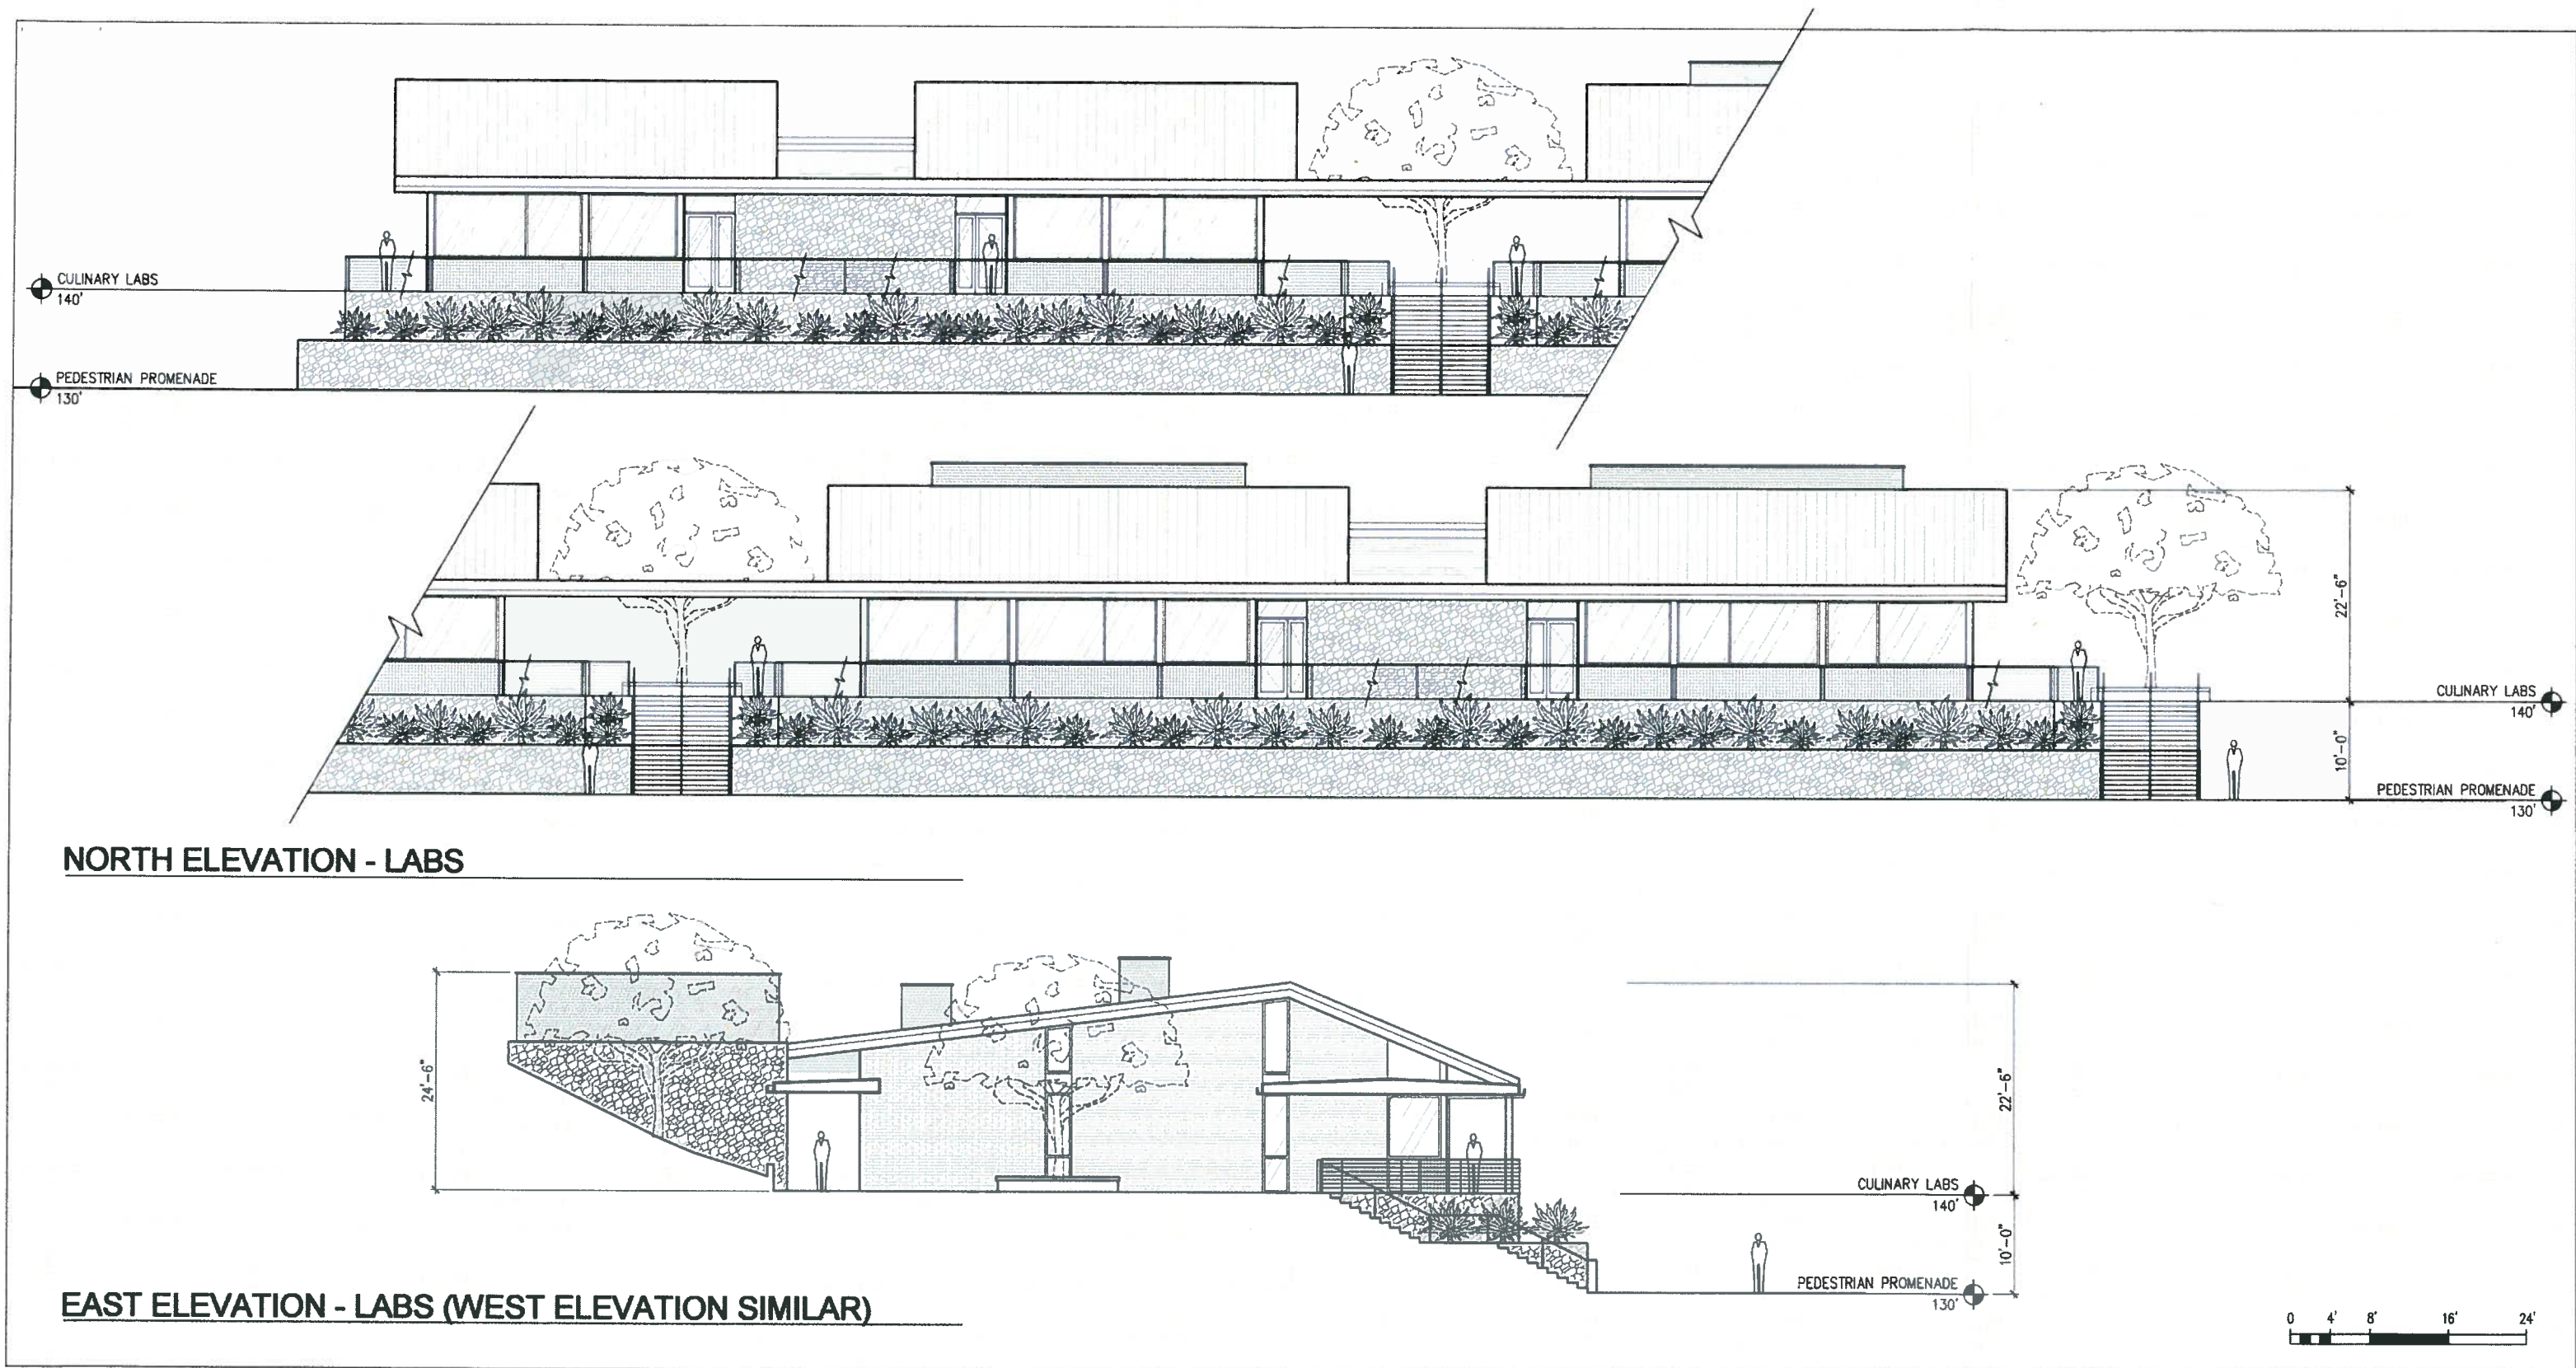 CULINARY LABS
140'
PEDESTRIAN PROMENADE
130'
22'-6"
CULINARY LABS
140'
10'-0"
PEDESTRIAN PROMENADE
130'
NORTH ELEVATION - LABS
24'-6"
22'-6"
CULINARY LABS
140'
10'-0"
PEDESTRIAN PROMENADE
130'
EAST ELEVATION - LABS (WEST ELEVATION SIMILAR)
0 4' 8' 16' 24'